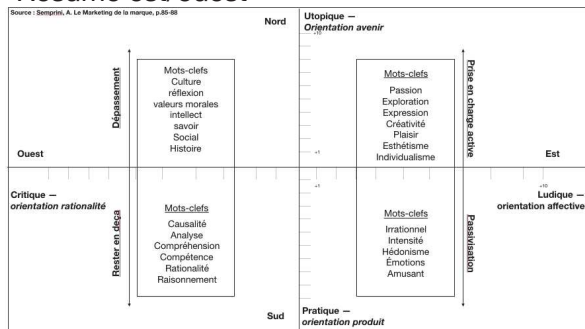 Résumé est/ouest
Source : Semprini, A. Le Marketing de la marque, p.85-88
Nord
Utopique —
Orientation avenir
+10
Dépassement
Mots-clefs
Culture
réflexion
valeurs morales
intellect
savoir
Social
Histoire
Mots-clefs
Passion
Exploration
Expression
Créativité
Plaisir
Esthétisme
Individualisme
Prise en charge active
Ouest
+1
Est
+1
+10
Critique —
orientation rationalité
Ludique —
orientation affective
Rester en deça
Mots-clefs
Causalité
Analyse
Compréhension
Compétence
Rationalité
Raisonnement
Mots-clefs
Irrationnel
Intensité
Hédonisme
Émotions
Amusant
Passivisation
Sud
Pratique —
orientation produit